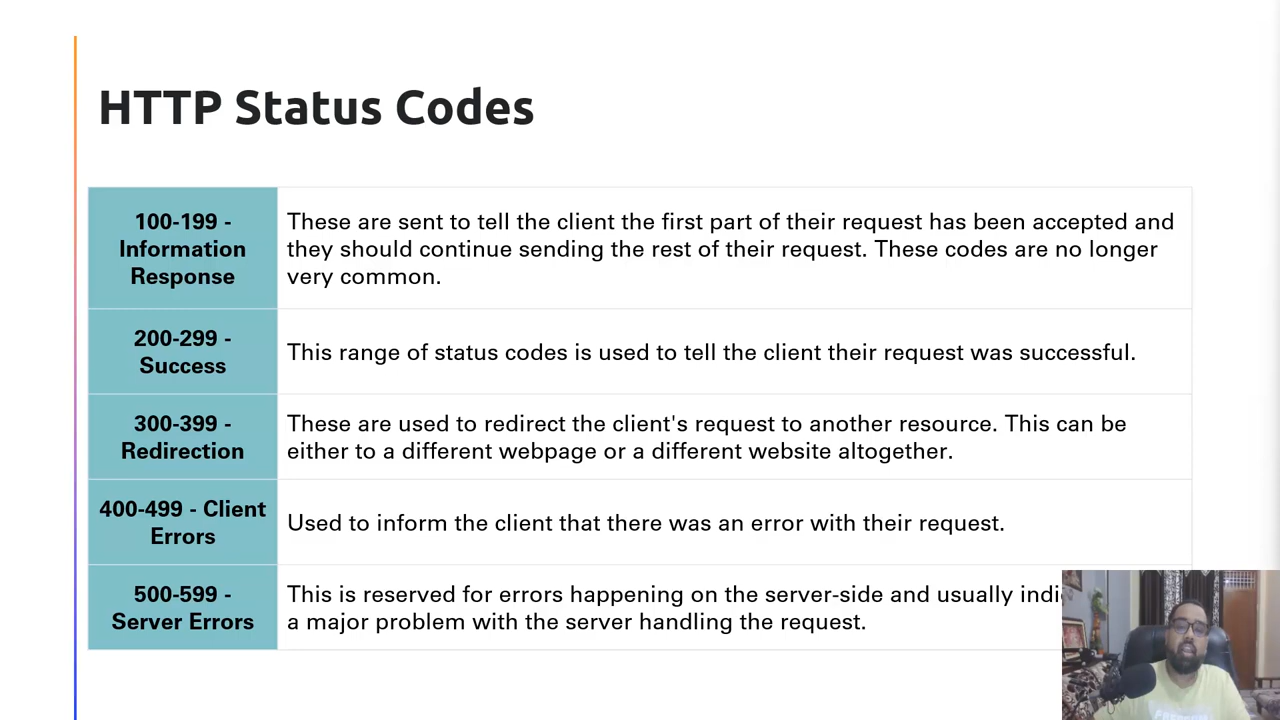 HTTP Status Codes
100-199 -
Information
Response
These are sent to tell the client the first part of their request has been accepted and
they should continue sending the rest of their request. These codes are no longer
very common.
200-299 -
Success
This range of status codes is used to tell the client their request was successful.
300-399 -
Redirection
These are used to redirect the client's request to another resource. This can be
either to a different webpage or a different website altogether.
400-499 - Client
Errors
Used to inform the client that there was an error with their request.
500-599 -
Server Errors
This is reserved for errors happening on the server-side and usually
a major problem with the server handling the request.